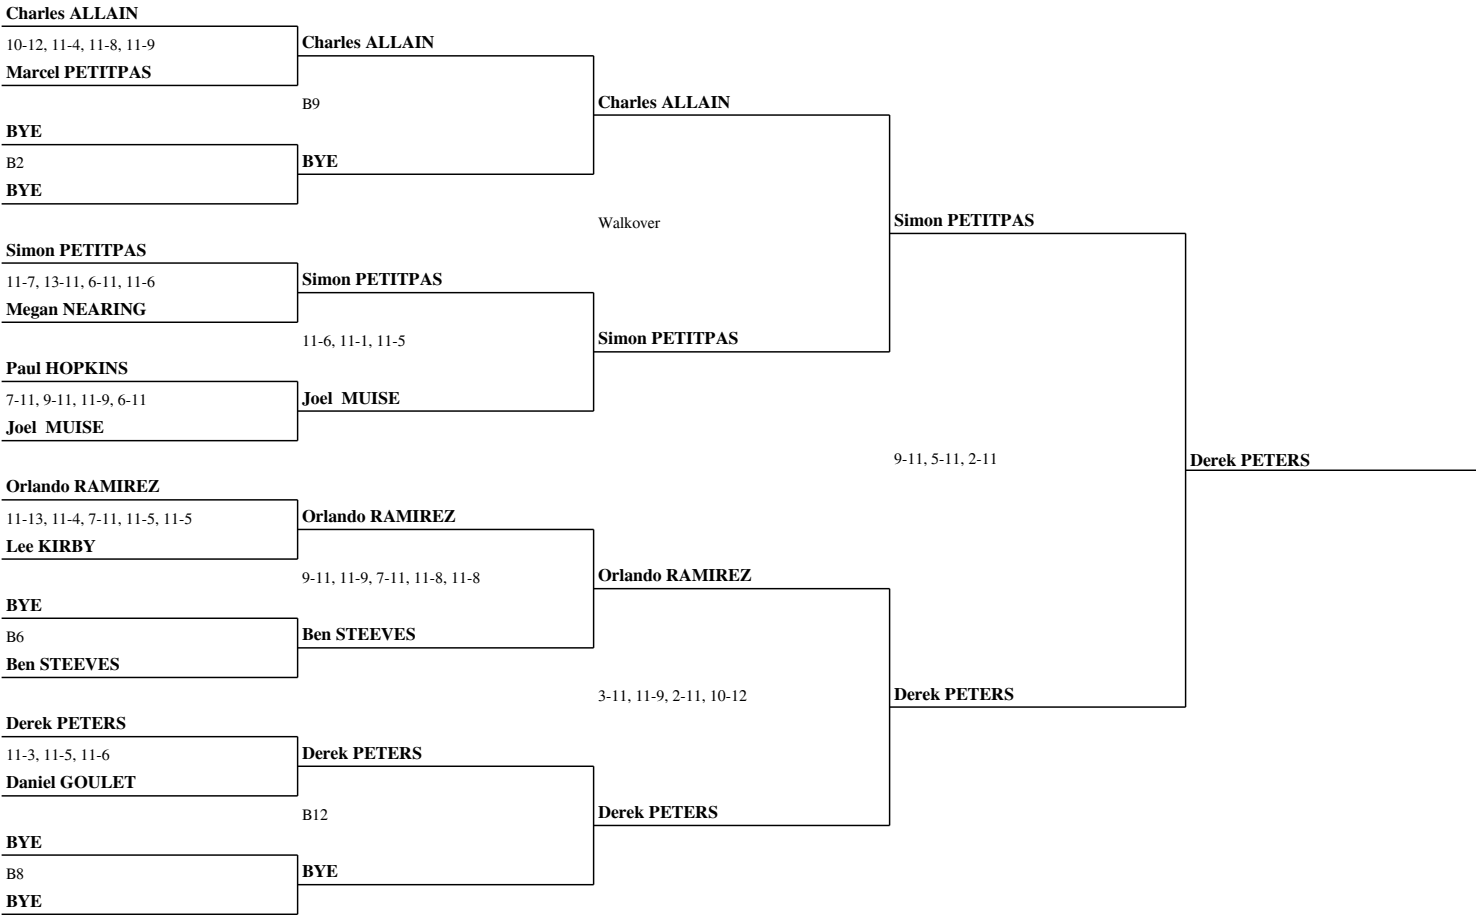 Charles ALLAIN
10-12, 11-4, 11-8, 11-9
Marcel PETITPAS
BYE
B2
BYE
Simon PETITPAS
11-7, 13-11, 6-11, 11-6
Megan NEARING
Paul HOPKINS
7-11, 9-11, 11-9, 6-11
Joel  MUISE
Orlando RAMIREZ
11-13, 11-4, 7-11, 11-5, 11-5
Lee KIRBY
BYE
B6
Ben STEEVES
Derek PETERS
11-3, 11-5, 11-6
Daniel GOULET
BYE
B8
BYE
Charles ALLAIN
B9
BYE
Simon PETITPAS
11-6, 11-1, 11-5
Joel  MUISE
Orlando RAMIREZ
9-11, 11-9, 7-11, 11-8, 11-8
Ben STEEVES
Derek PETERS
B12
BYE
Charles ALLAIN
Walkover
Simon PETITPAS
Orlando RAMIREZ
3-11, 11-9, 2-11, 10-12
Derek PETERS
Simon PETITPAS
9-11, 5-11, 2-11
Derek PETERS
Derek PETERS